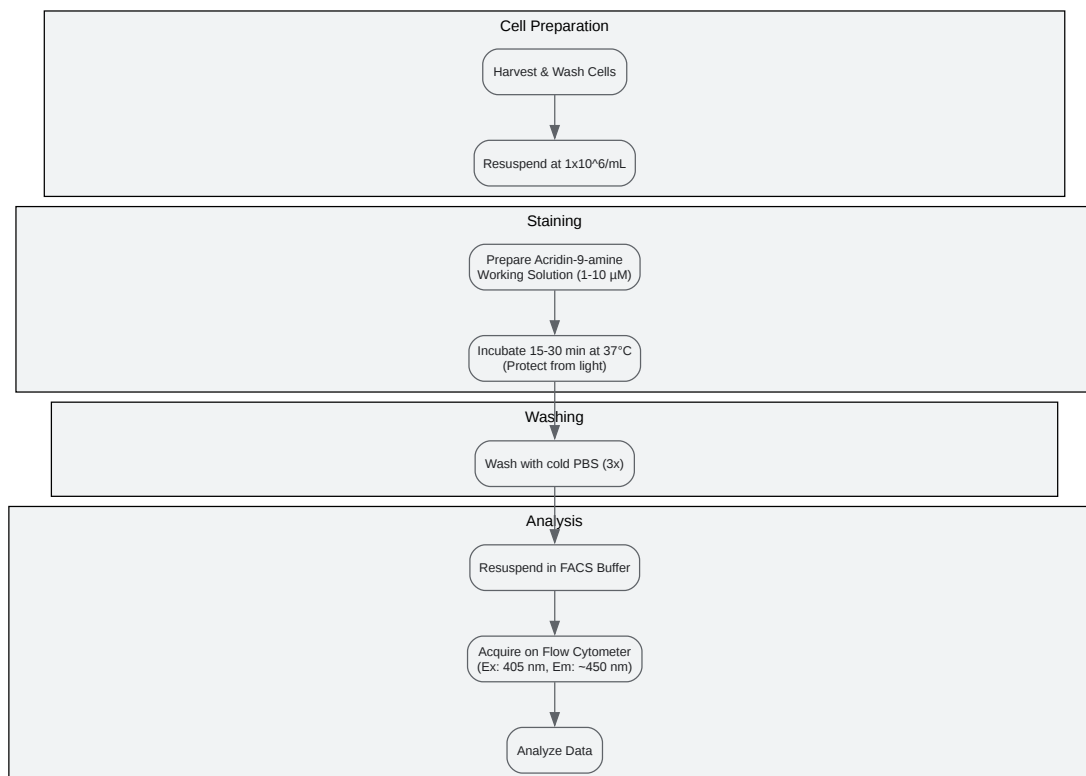 Cell Preparation
Harvest & Wash Cells
Resuspend at 1x10^6/mL
Staining
Prepare Acridin-9-amine
Working Solution (1-10 µM)
Incubate 15-30 min at 37°C
(Protect from light)
Washing
Wash with cold PBS (3x)
Analysis
Resuspend in FACS Buffer
Acquire on Flow Cytometer
(Ex: 405 nm, Em: ~450 nm)
Analyze Data